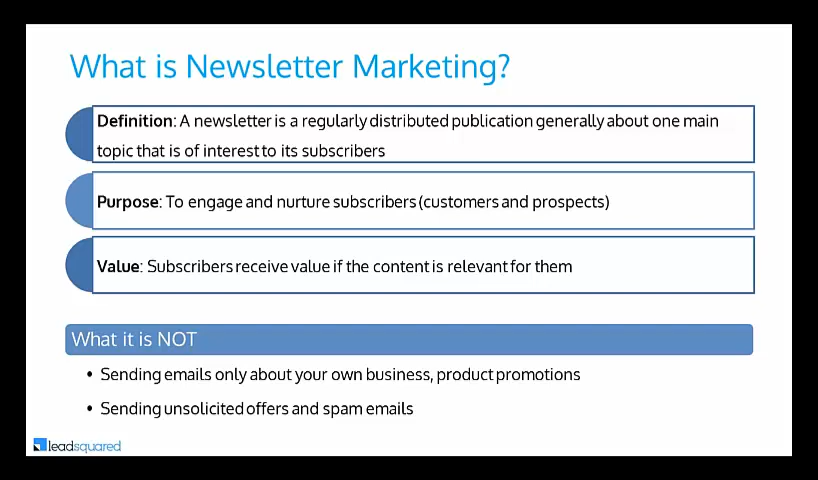 What is Newsletter Marketing?
Definition: A newsletter is a regularly distributed publication generally about one main
topic that is of interest to its subscribers
Purpose: To engage and nurture subscribers (customers and prospects)
Value: Subscribers receive value if the content is relevant for them
What it is NOT
• Sending emails only about your own business, product promotions
• Sending unsolicited offers and spam emails
leadsquared